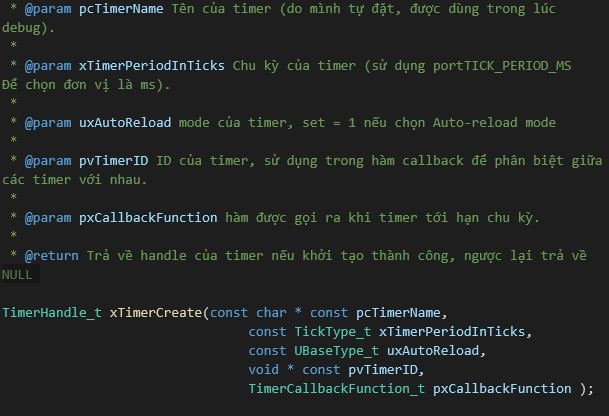 * @param pcTimerName Tên của timer (do mình tự đặt, được dùng trong lúc
debug).
*
* @param xTimerPeriodInTicks Chu kỳ của timer (sử dụng portTICK_PERIOD_MS
Để chọn đơn vị là ms).
*
* @param uxAutoReload mode của timer, set = 1 nếu chọn Auto-reload mode
*
* @param pvTimerID ID của timer, sử dụng trong hàm callback để phân biệt giữa
các timer với nhau.
*
* @param pxCallbackFunction hàm được gọi ra khi timer tới hạn chu kỳ.
*
* @return Trả về handle của timer nếu khởi tạo thành công, ngược lại trả về
NULL
TimerHandle_t xTimerCreate(const char * const pcTimerName,
const TickType_t xTimerPeriodInTicks,
const UBaseType_t uxAutoReload,
void * const pvTimerID,
TimerCallbackFunction_t pxCallbackFunction );